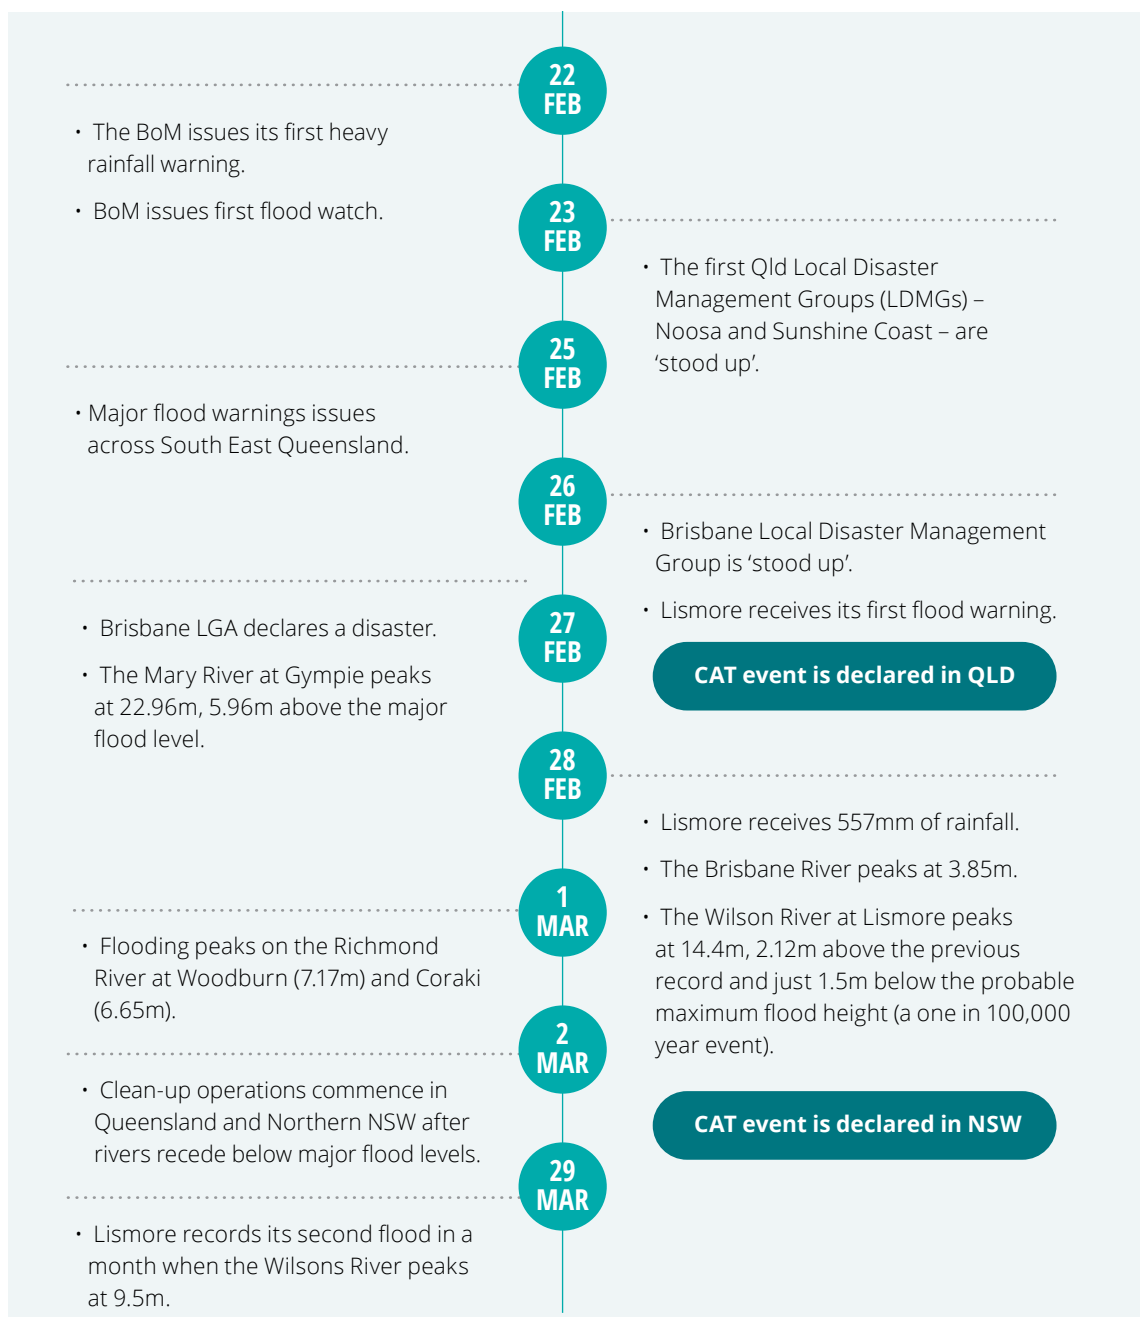 22
FEB
• The BoM issues its first heavy
rainfall warning.
• BoM issues first flood watch.
23
FEB
• The first Qld Local Disaster
Management Groups (LDMGs) –
Noosa and Sunshine Coast – are
‘stood up’.
25
FEB
• Major flood warnings issues
across South East Queensland.
26
FEB
• Brisbane Local Disaster Management
Group is ‘stood up’.
• Lismore receives its first flood warning.
CAT event is declared in QLD
27
FEB
• Brisbane LGA declares a disaster.
• The Mary River at Gympie peaks
at 22.96m, 5.96m above the major
flood level.
28
FEB
• Lismore receives 557mm of rainfall.
• The Brisbane River peaks at 3.85m.
• The Wilson River at Lismore peaks
at 14.4m, 2.12m above the previous
record and just 1.5m below the probable
maximum flood height (a one in 100,000
year event).
CAT event is declared in NSW
1
MAR
• Flooding peaks on the Richmond
River at Woodburn (7.17m) and Coraki
(6.65m).
2
MAR
• Clean-up operations commence in
Queensland and Northern NSW after
rivers recede below major flood levels.
29
MAR
• Lismore records its second flood in a
month when the Wilsons River peaks
at 9.5m.